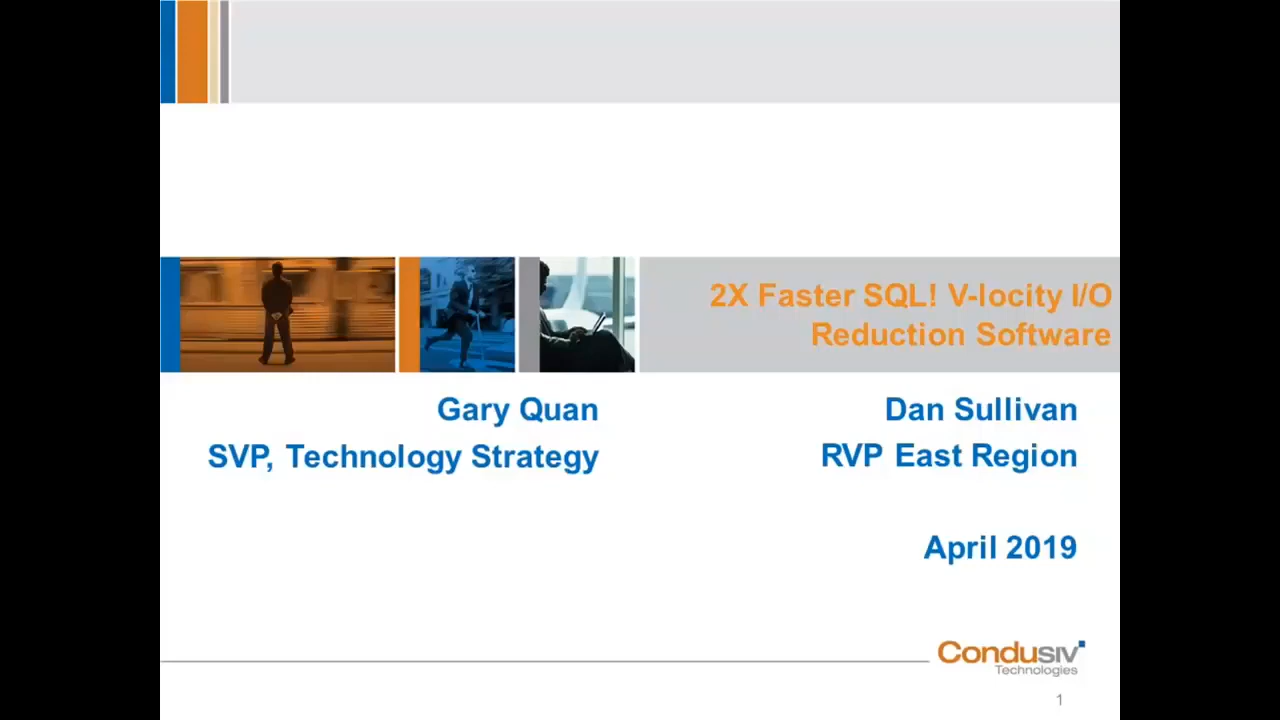 2X Faster SQL! V-locity I/O
Reduction Software
Gary Quan
SVP, Technology Strategy
Dan Sullivan
RVP East Region
April 2019
Condusiv
Technologies
1